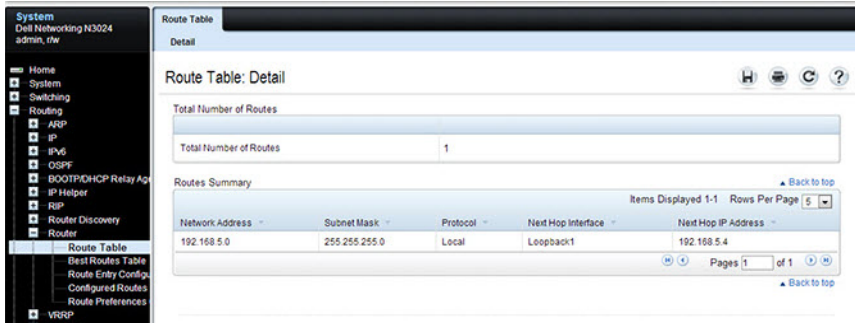 System
Dell Networking N3024
admin, r/w
Home
System
Switching
Routing
ARP
IP
IPv6
OSPF
BOOTP/DHCP Relay Age
IP Helper
RIP
Router Discovery
Router
Route Table
Best Routes Table
Route Entry Configu
Configured Routes
Route Preferences
VRRP
Route Table
Detail
Route Table: Detail
Total Number of Routes
Total Number of Routes 1
Back to top
Routes Summary
Items Displayed 1-1 Rows Per Page 5
Network Address Subnet Mask Protocol Next Hop Interface Next Hop IP Address
192.168.5.0 255.255.255.0 Local Loopback1 192.168.5.4
Pages 1 of 1
Back to top